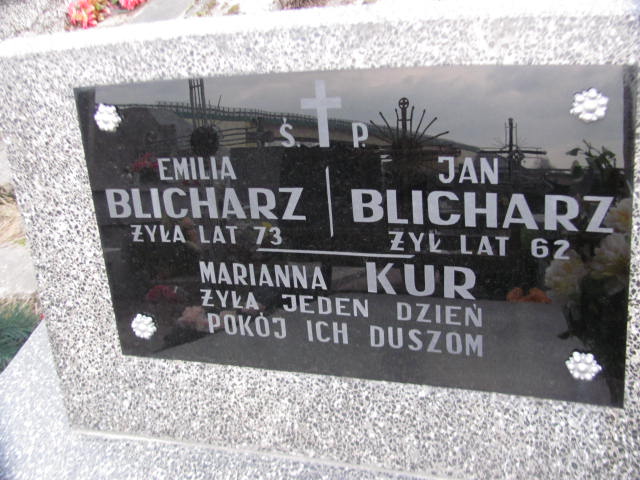 Ś. P.
EMILIA
BLICHARZ
ŻYŁA LAT 73
JAN
BLICHARZ
ŻYŁ LAT 62
MARIANNA KUR
ŻYŁA JEDEN DZIEŃ
POKÓJ ICH DUSZOM